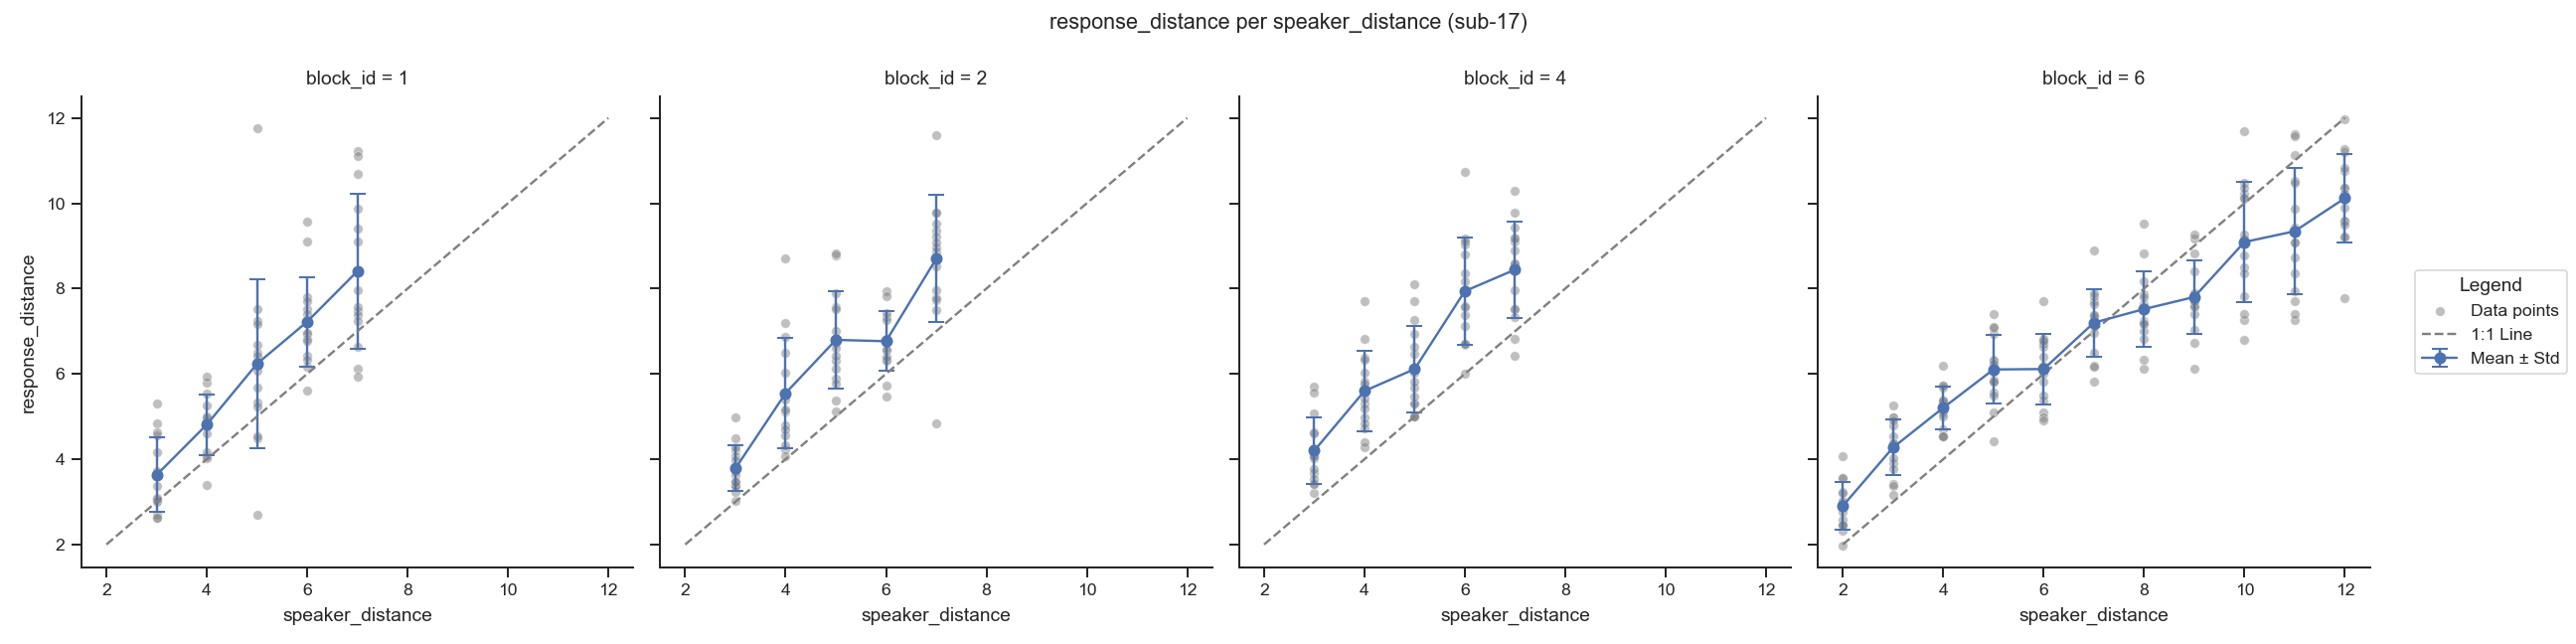 response_distance per speaker_distance (sub-17)
block_id = 1
block_id = 2
block_id = 4
block_id = 6
response_distance
12
10
8
6
4
2
2 4 6 8 10 12
2 4 6 8 10 12
2 4 6 8 10 12
2 4 6 8 10 12
speaker_distance
speaker_distance
speaker_distance
speaker_distance
Legend
Data points
1:1 Line
Mean ± Std